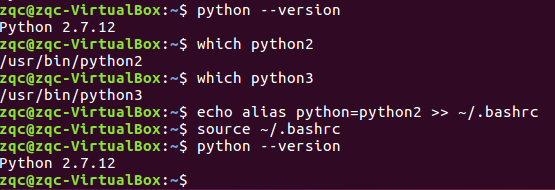 zqc@zqc-VirtualBox:~$ python --version
Python 2.7.12
zqc@zqc-VirtualBox:~$ which python2
/usr/bin/python2
zqc@zqc-VirtualBox:~$ which python3
/usr/bin/python3
zqc@zqc-VirtualBox:~$ echo alias python=python2 >> ~/.bashrc
zqc@zqc-VirtualBox:~$ source ~/.bashrc
zqc@zqc-VirtualBox:~$ python --version
Python 2.7.12
zqc@zqc-VirtualBox:~$